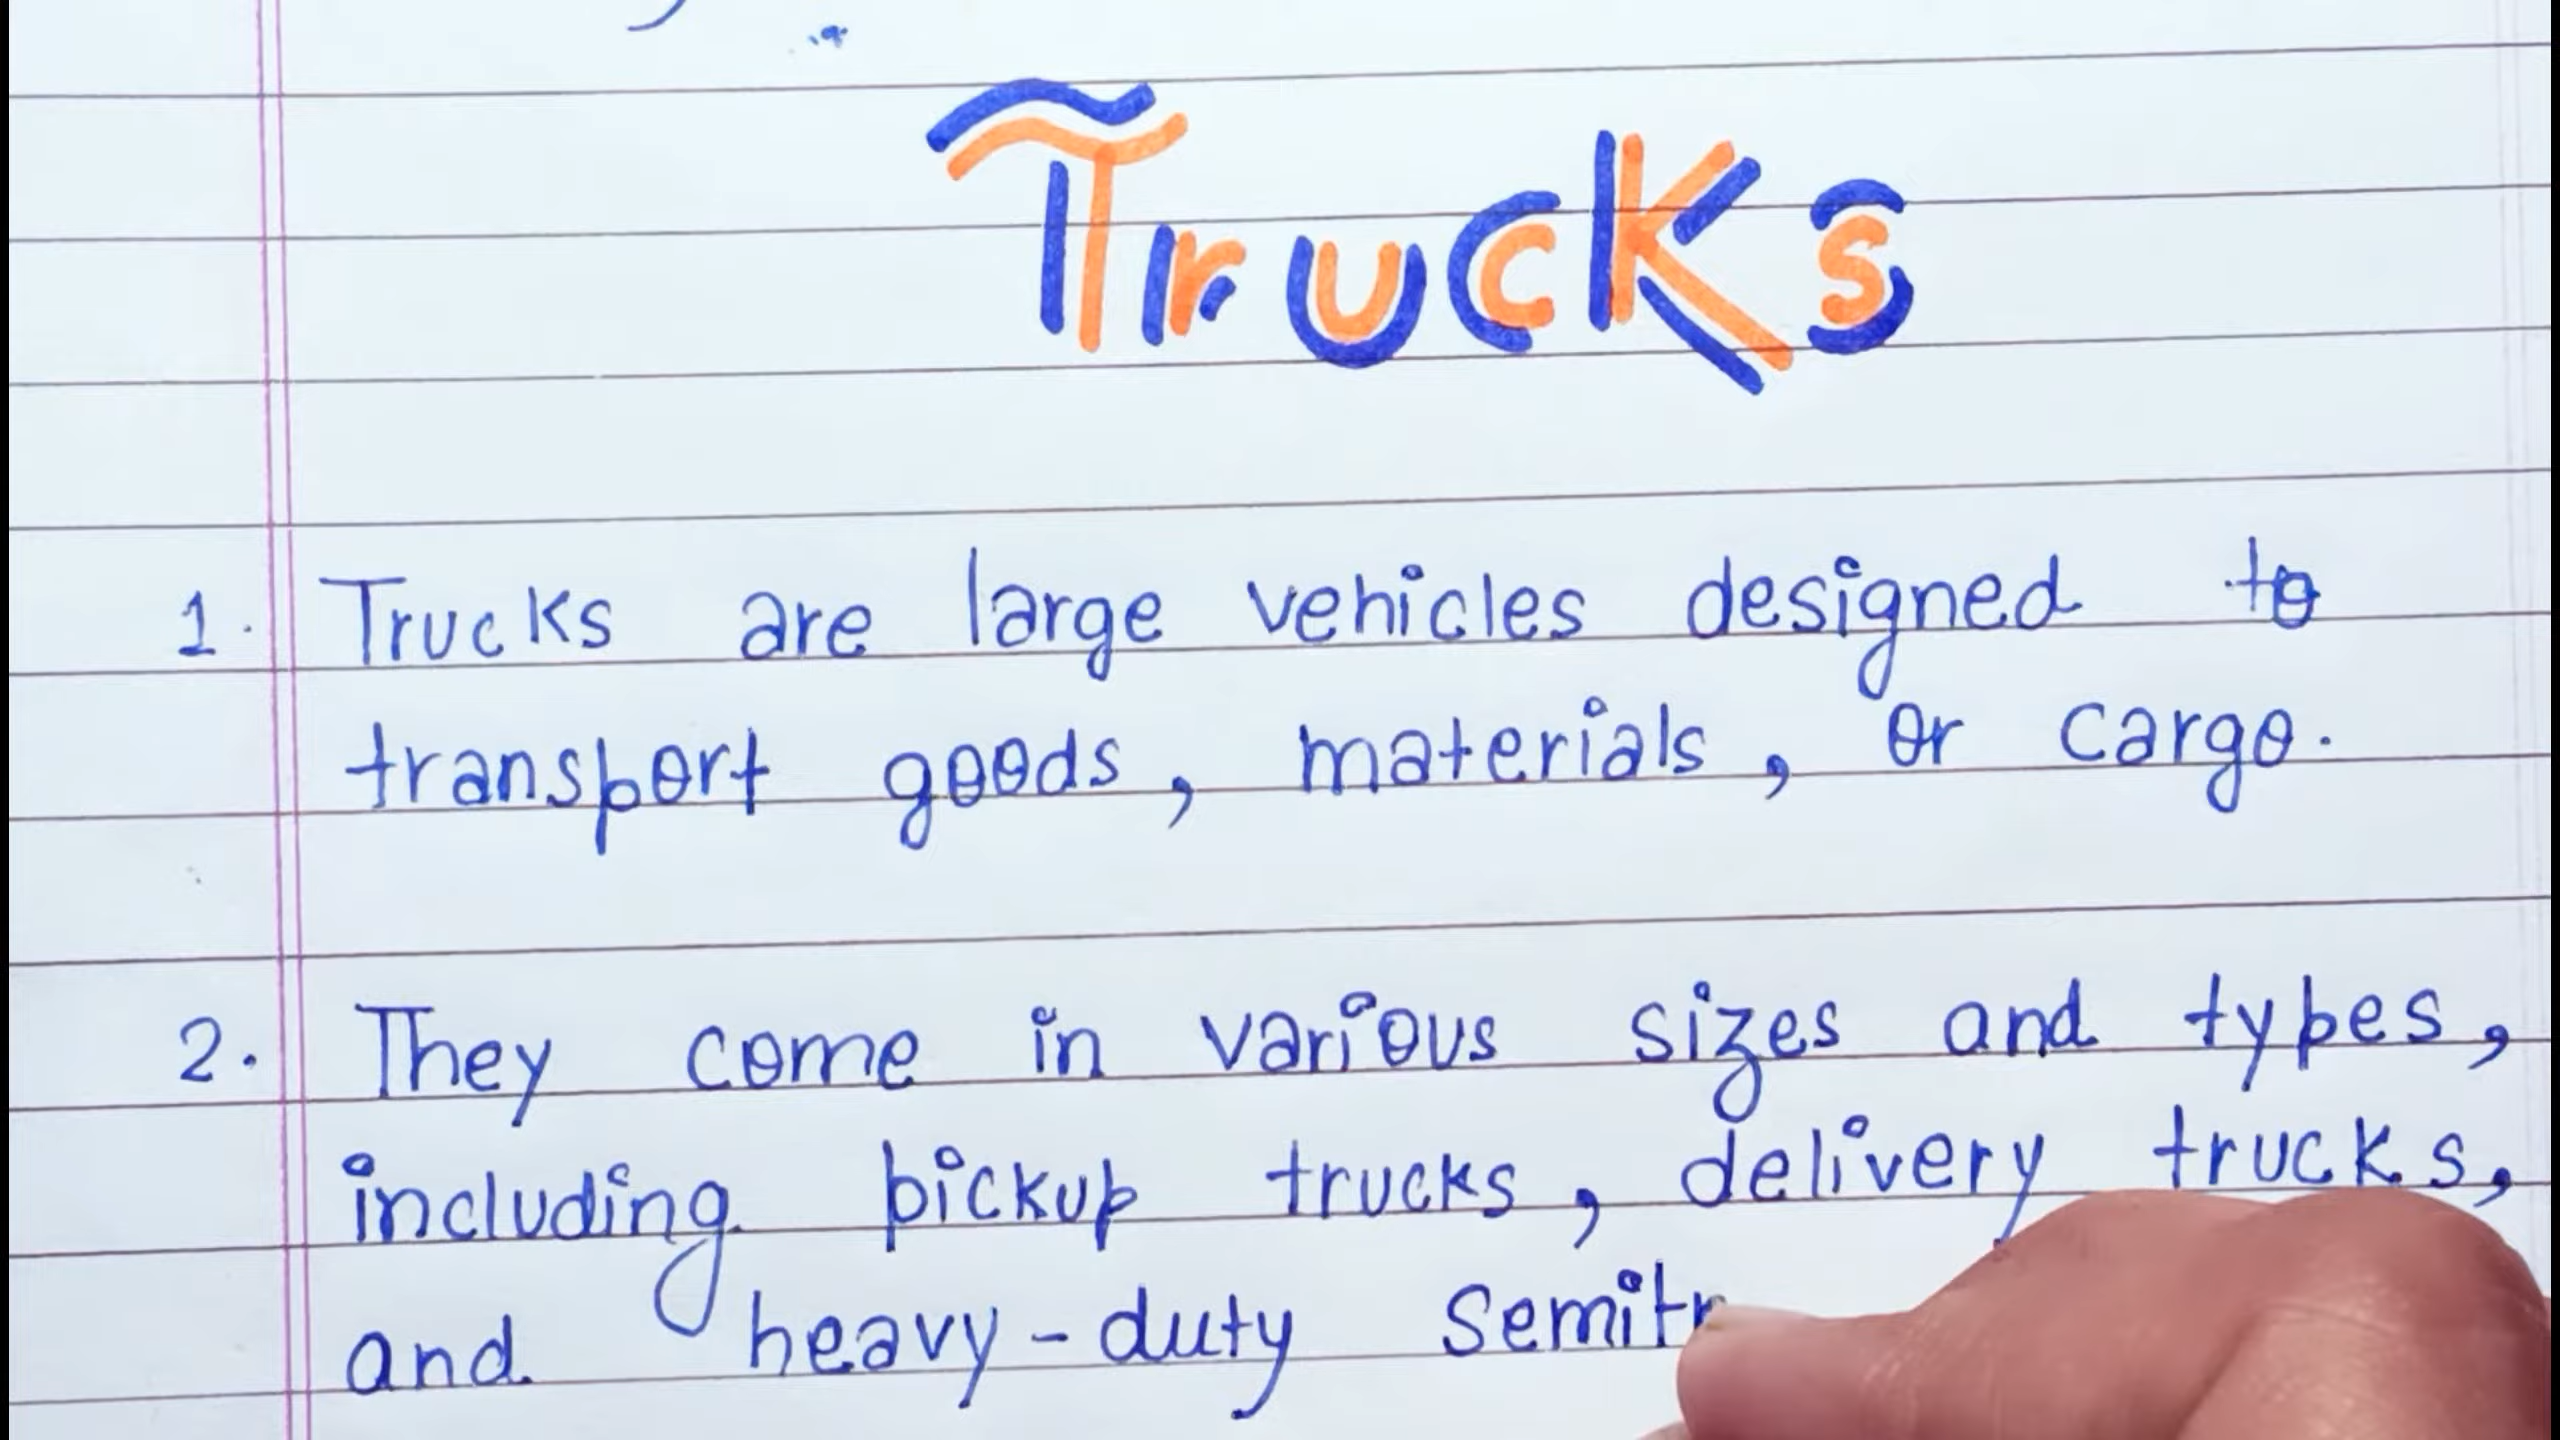 Trucks
1. Trucks are large vehicles designed to
transport goods, materials, or cargo.
2. They come in various sizes and types,
including pickup trucks, delivery trucks,
and heavy-duty semitr